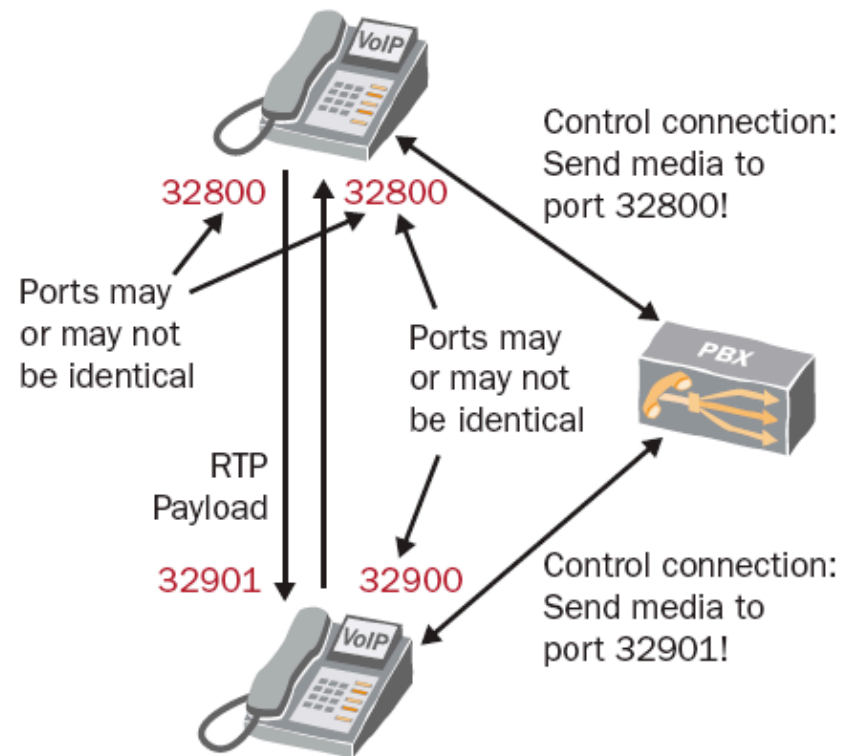 VoIP
Control connection:
Send media to
port 32800!
32800
32800
Ports may
or may not
be identical
Ports may
or may not
be identical
PBX
RTP
Payload
32901
32900
Control connection:
Send media to
port 32901!
VoIP